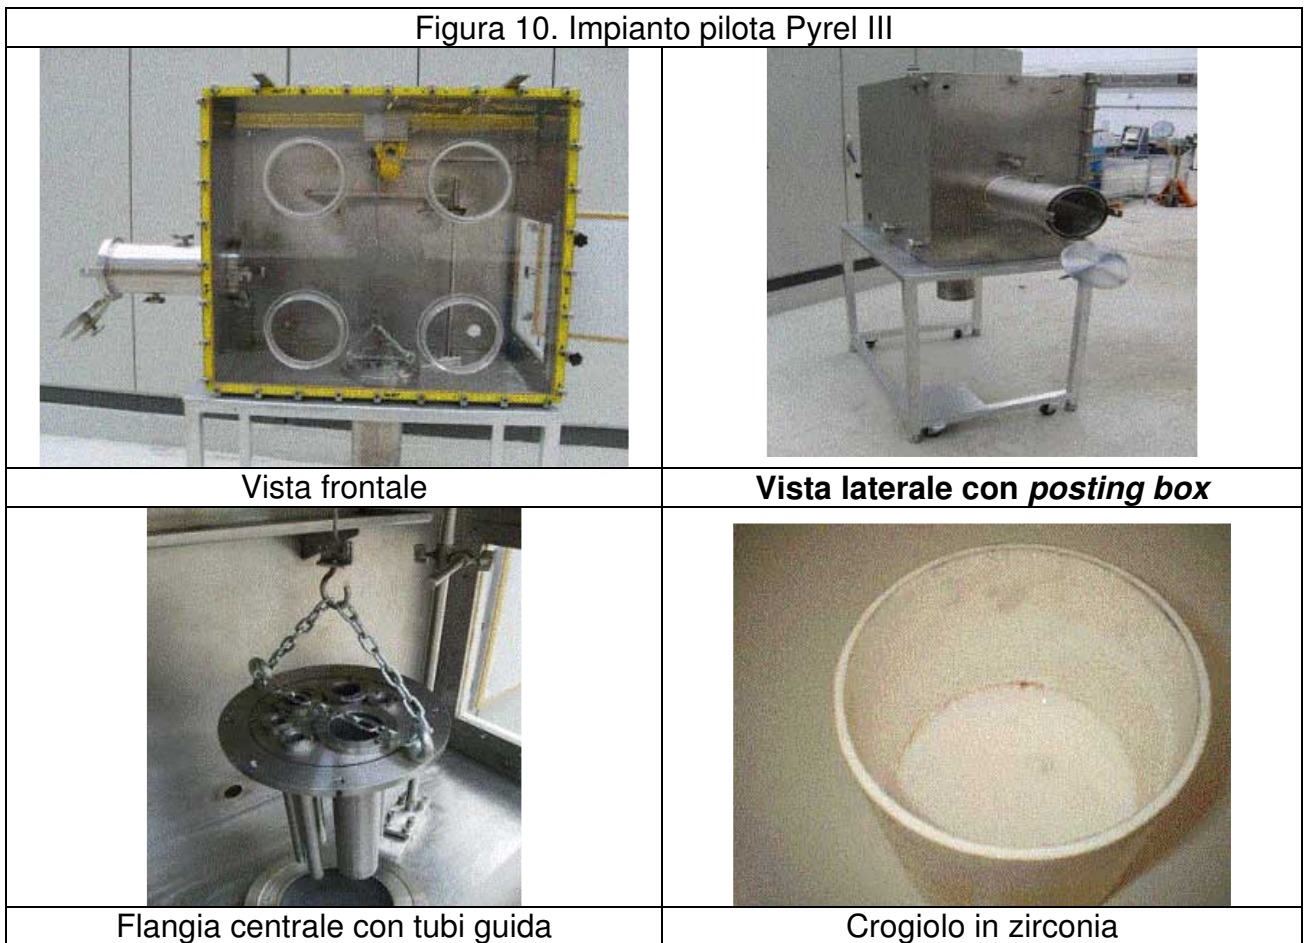 Figura 10. Impianto pilota Pyrel III
Vista frontale
Vista laterale con posting box
Flangia centrale con tubi guida
Crogiolo in zirconia